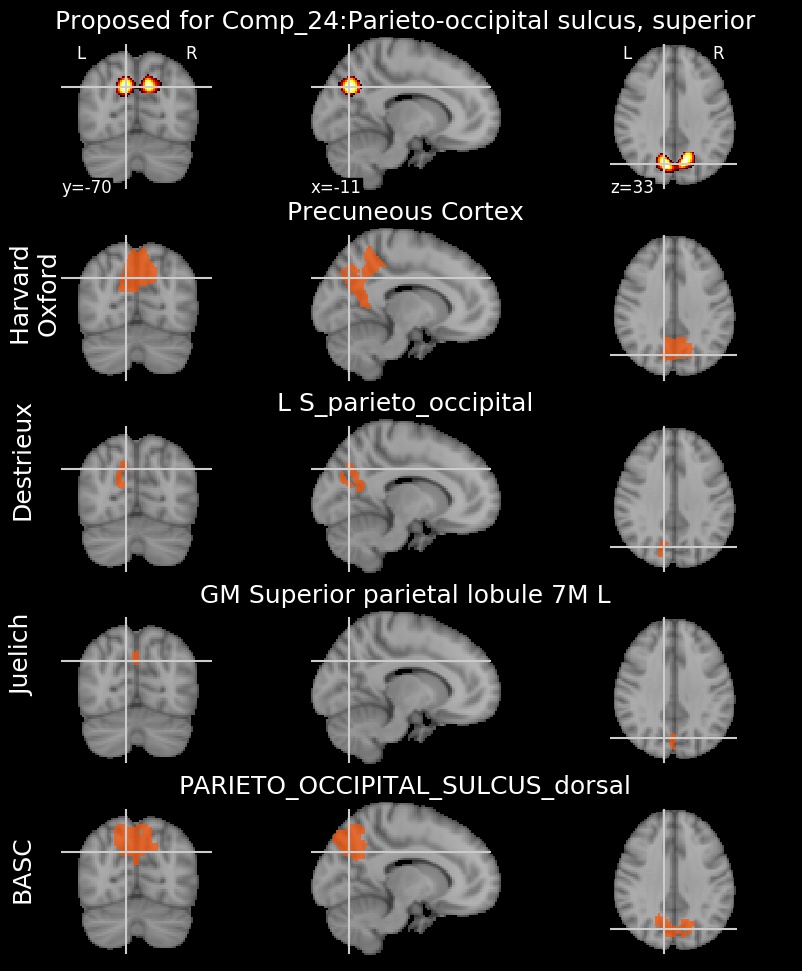 Proposed for Comp_24:Parieto-occipital sulcus, superior
L R
L R
y=-70
x=-11
z=33
Precuneous Cortex
Harvard
Oxford
L S_parieto_occipital
Destrieux
GM Superior parietal lobule 7M L
Juelich
PARIETO_OCCIPITAL_SULCUS_dorsal
BASC